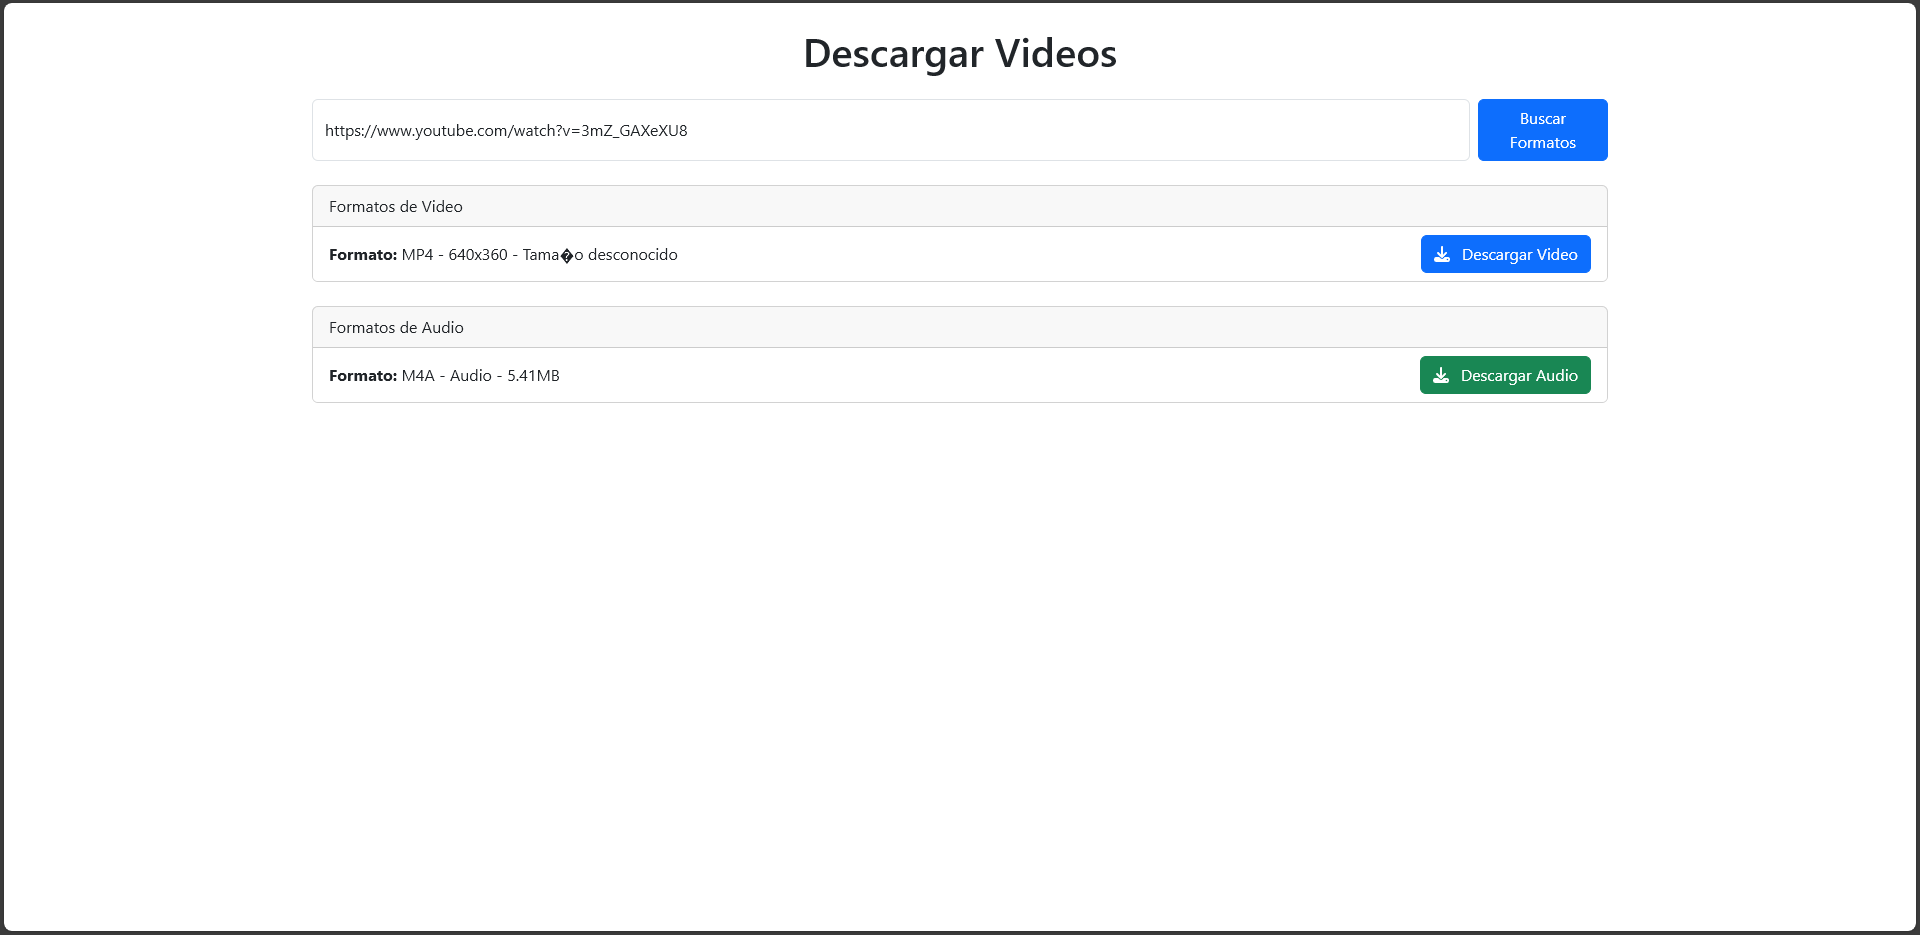 Descargar Videos
https://www.youtube.com/watch?v=3mZ_GAXeXU8
Buscar
Formatos
Formatos de Video
Formato: MP4 - 640x360 - Tama�o desconocido
Descargar Video
Formatos de Audio
Formato: M4A - Audio - 5.41MB
Descargar Audio